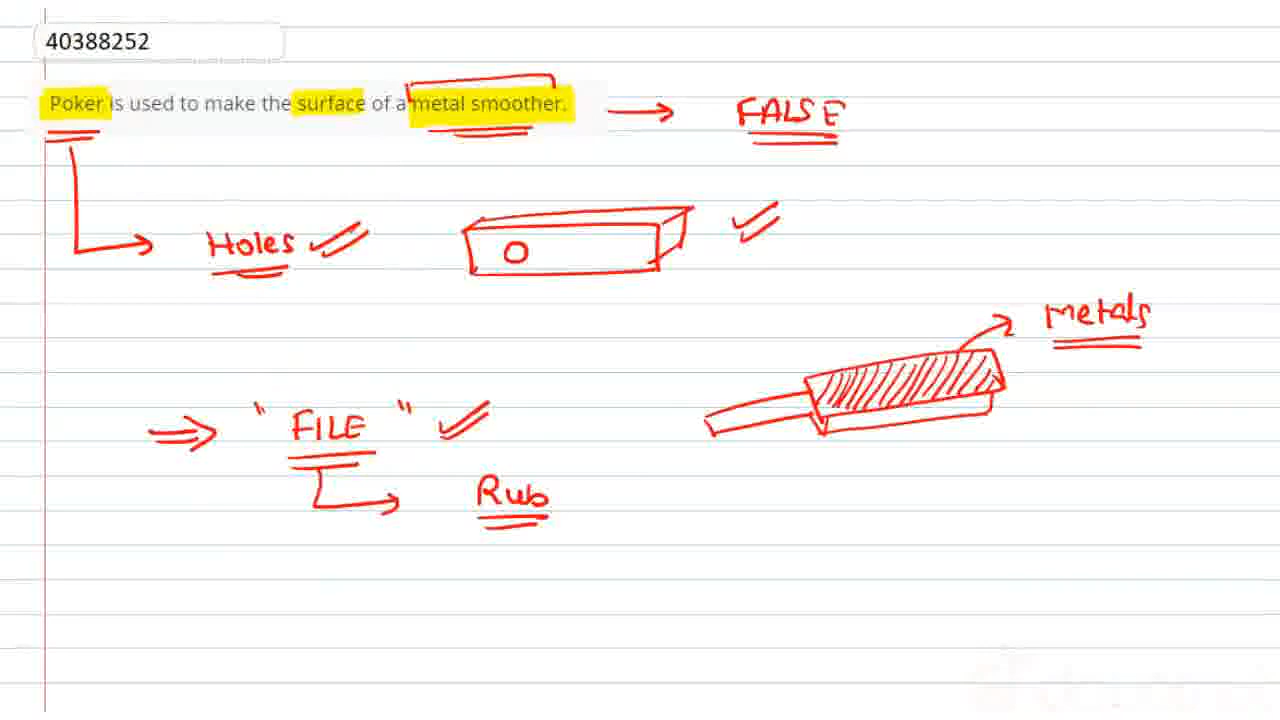 40388252
Poker is used to make the surface of a metal smoother. → FALSE
Holes
Metals
" FILE "
Rub